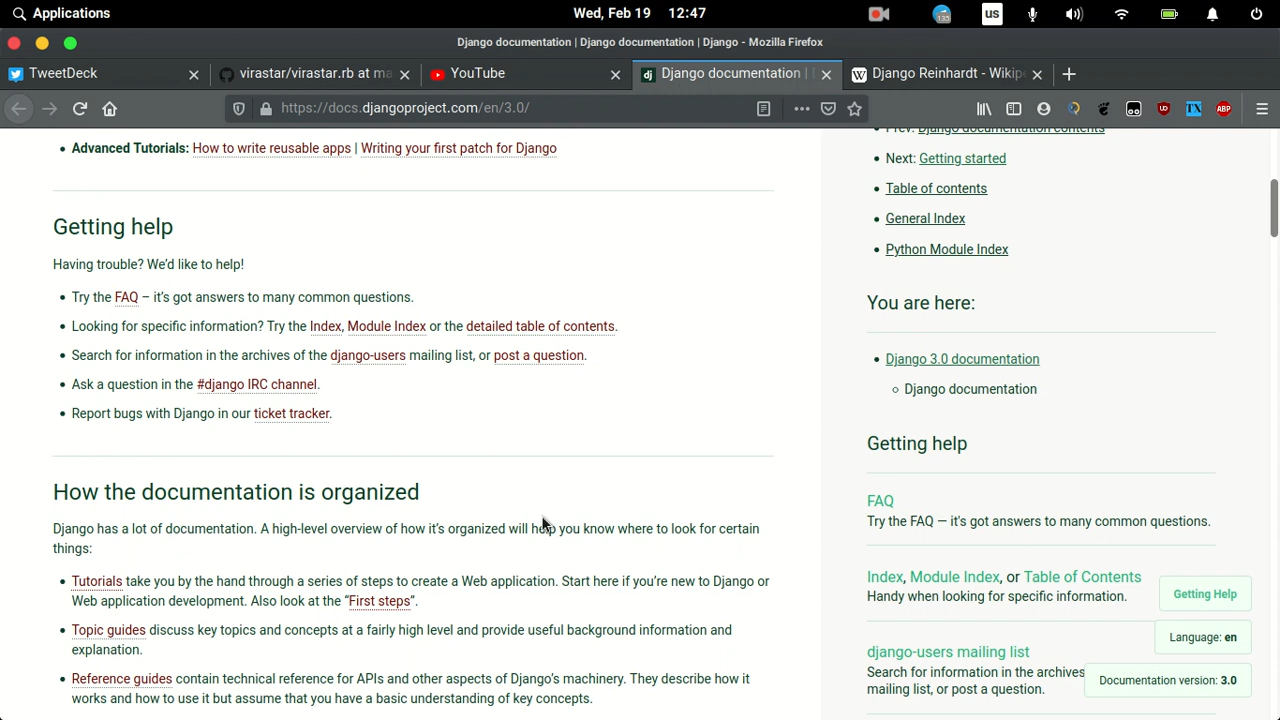 Applications
Wed, Feb 19 12:47
us
Django documentation | Django documentation | Django - Mozilla Firefox
TweetDeck
virastar/virastar.rb at ma
YouTube
Django documentation |
Django Reinhardt - Wikip
https://docs.djangoproject.com/en/3.0/
Advanced Tutorials: How to write reusable apps | Writing your first patch for Django
Getting help
Having trouble? We’d like to help!
Try the FAQ – it’s got answers to many common questions.
Looking for specific information? Try the Index, Module Index or the detailed table of contents.
Search for information in the archives of the django-users mailing list, or post a question.
Ask a question in the #django IRC channel.
Report bugs with Django in our ticket tracker.
How the documentation is organized
Django has a lot of documentation. A high-level overview of how it’s organized will help you know where to look for certain
things:
Tutorials take you by the hand through a series of steps to create a Web application. Start here if you’re new to Django or
Web application development. Also look at the “First steps”.
Topic guides discuss key topics and concepts at a fairly high level and provide useful background information and
explanation.
Reference guides contain technical reference for APIs and other aspects of Django’s machinery. They describe how it
works and how to use it but assume that you have a basic understanding of key concepts.
Prev: Django documentation contents
Next: Getting started
Table of contents
General Index
Python Module Index
You are here:
Django 3.0 documentation
Django documentation
Getting help
FAQ
Try the FAQ — it's got answers to many common questions.
Index, Module Index, or Table of Contents
Handy when looking for specific information.
django-users mailing list
Search for information in the archives
mailing list, or post a question.
Getting Help
Language: en
Documentation version: 3.0